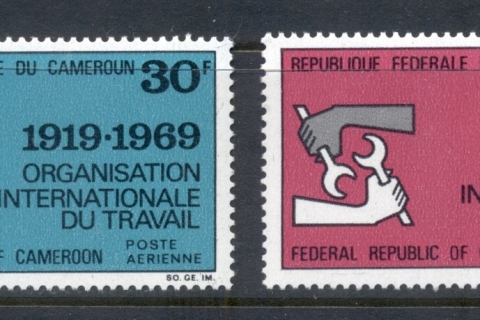 E DU CAMEROUN 30F
1919·1969
ORGANISATION
INTERNATIONALE
DU TRAVAIL
F CAMEROON POSTE
AERIENNE
SO. GE. IM.
REPUBLIQUE FEDERALE
IN
FEDERAL REPUBLIC OF